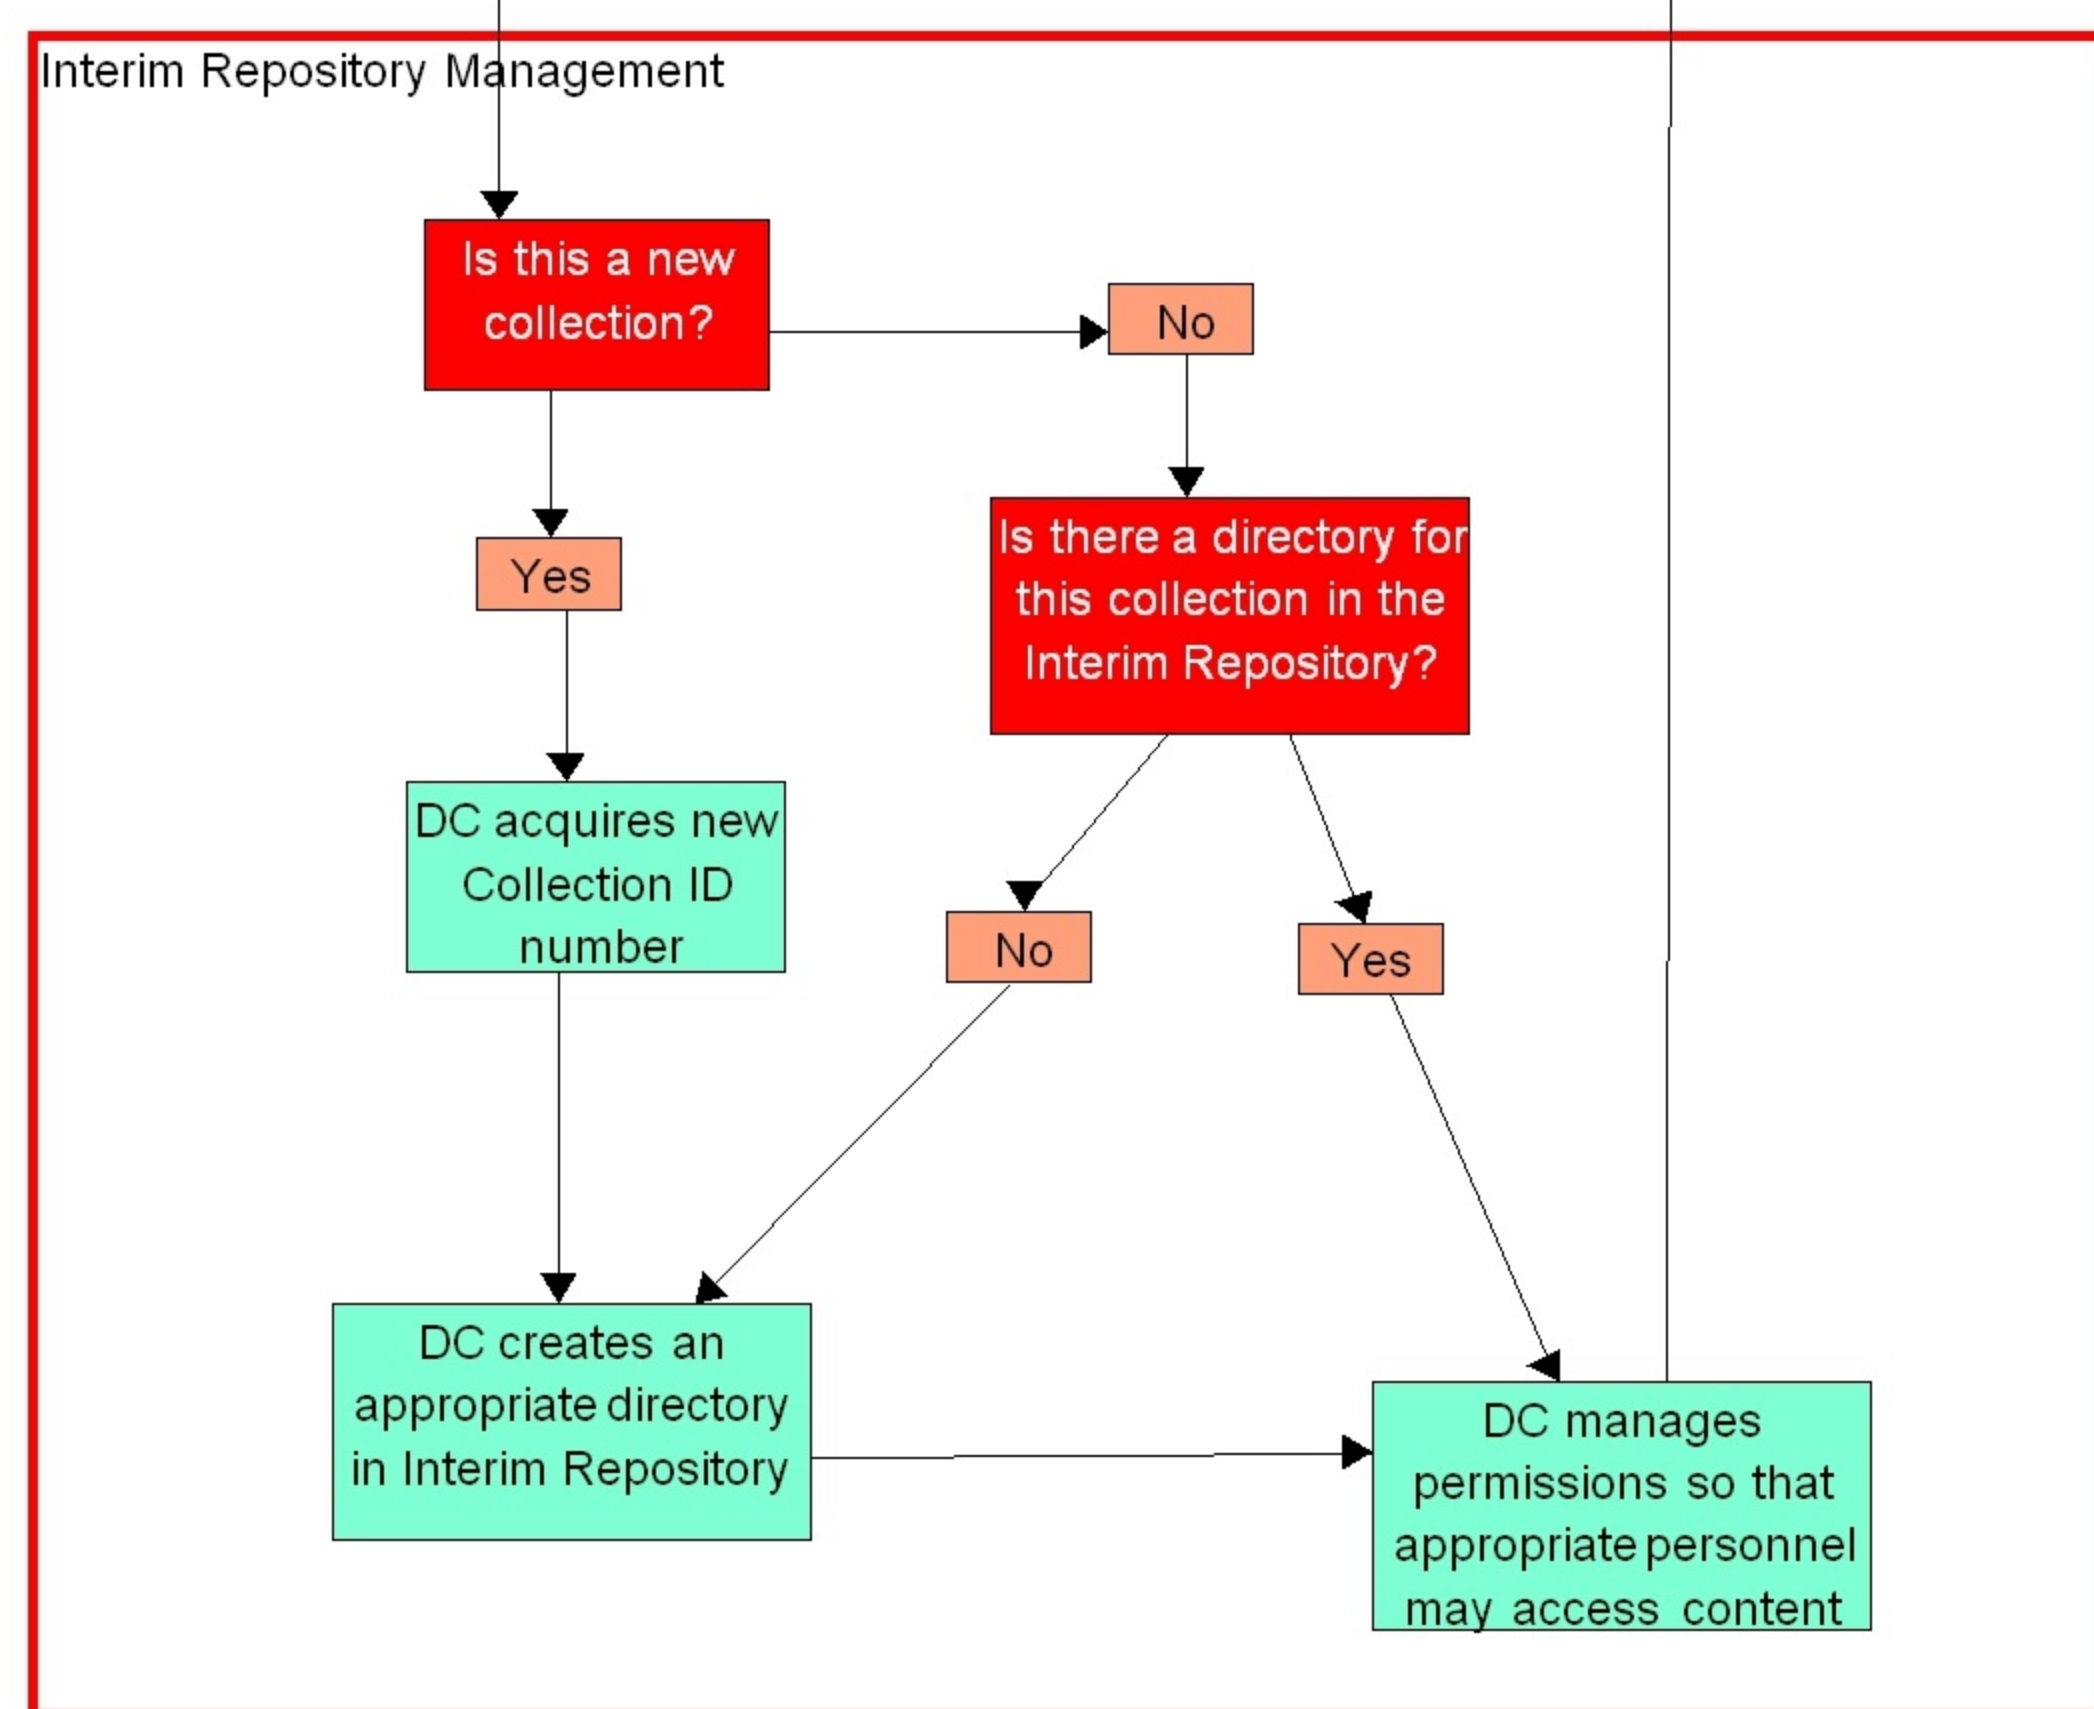 Interim Repository Management
Is this a new
collection?
No
Yes
Is there a directory for
this collection in the
Interim Repository?
DC acquires new
Collection ID
number
No
Yes
DC creates an
appropriate directory
in Interim Repository
DC manages
permissions so that
appropriate personnel
may access content